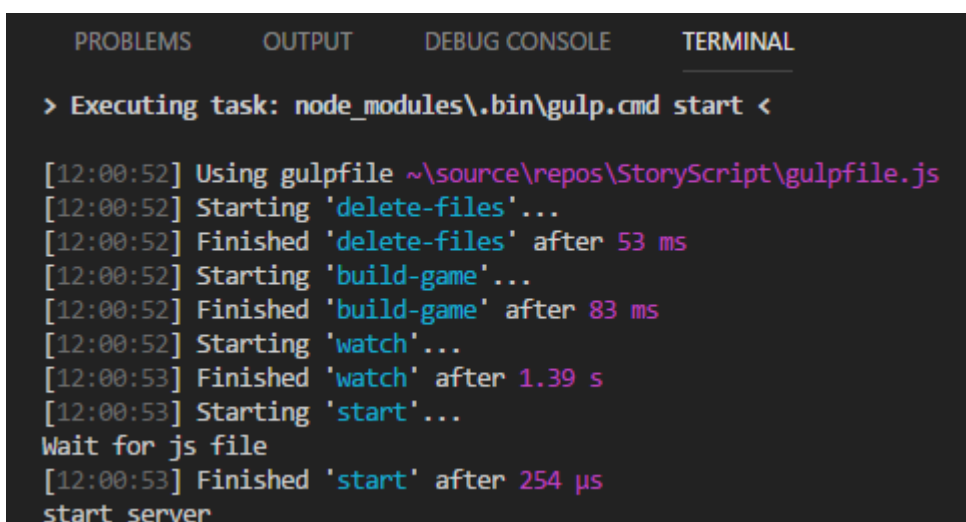 PROBLEMS OUTPUT DEBUG CONSOLE TERMINAL
> Executing task: node_modules\.bin\gulp.cmd start <
[12:00:52] Using gulpfile ~\source\repos\StoryScript\gulpfile.js
[12:00:52] Starting 'delete-files'...
[12:00:52] Finished 'delete-files' after 53 ms
[12:00:52] Starting 'build-game'...
[12:00:52] Finished 'build-game' after 83 ms
[12:00:52] Starting 'watch'...
[12:00:53] Finished 'watch' after 1.39 s
[12:00:53] Starting 'start'...
Wait for js file
[12:00:53] Finished 'start' after 254 μs
start server